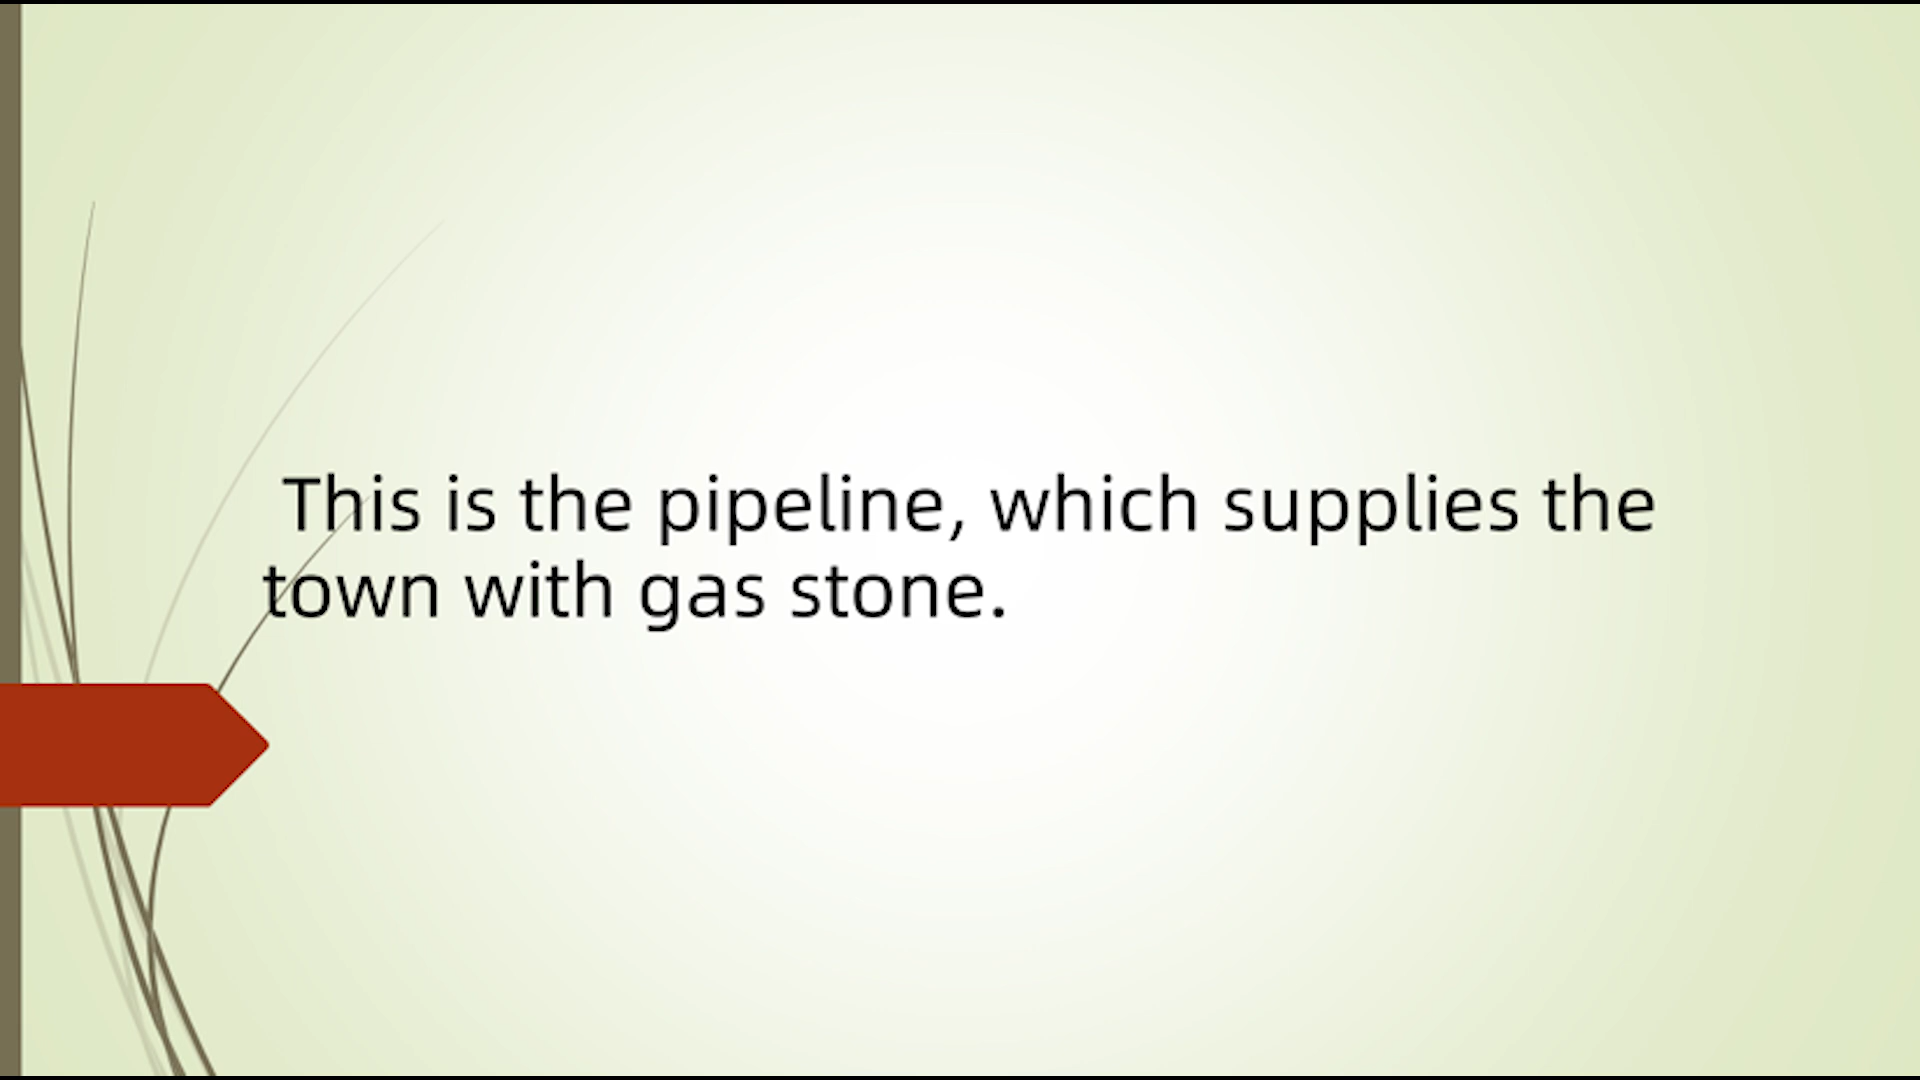 This is the pipeline, which supplies the
town with gas stone.